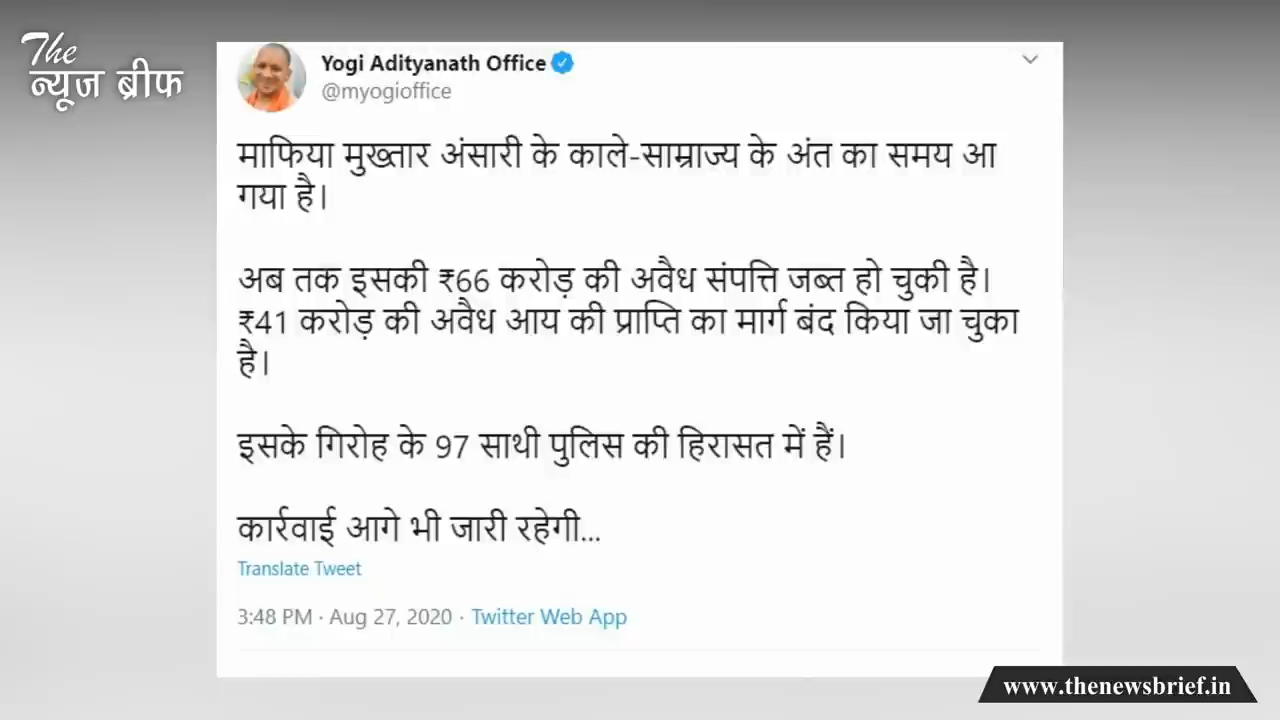 The
न्यूज ब्रीफ
Yogi Adityanath Office
@myogioffice
माफिया मुख्तार अंसारी के काले-साम्राज्य के अंत का समय आ
गया है।
अब तक इसकी ₹66 करोड़ की अवैध संपत्ति जब्त हो चुकी है।
₹41 करोड़ की अवैध आय की प्राप्ति का मार्ग बंद किया जा चुका
है।
इसके गिरोह के 97 साथी पुलिस की हिरासत में हैं।
कार्रवाई आगे भी जारी रहेगी...
Translate Tweet
3:48 PM · Aug 27, 2020 · Twitter Web App
www.thenewsbrief.in